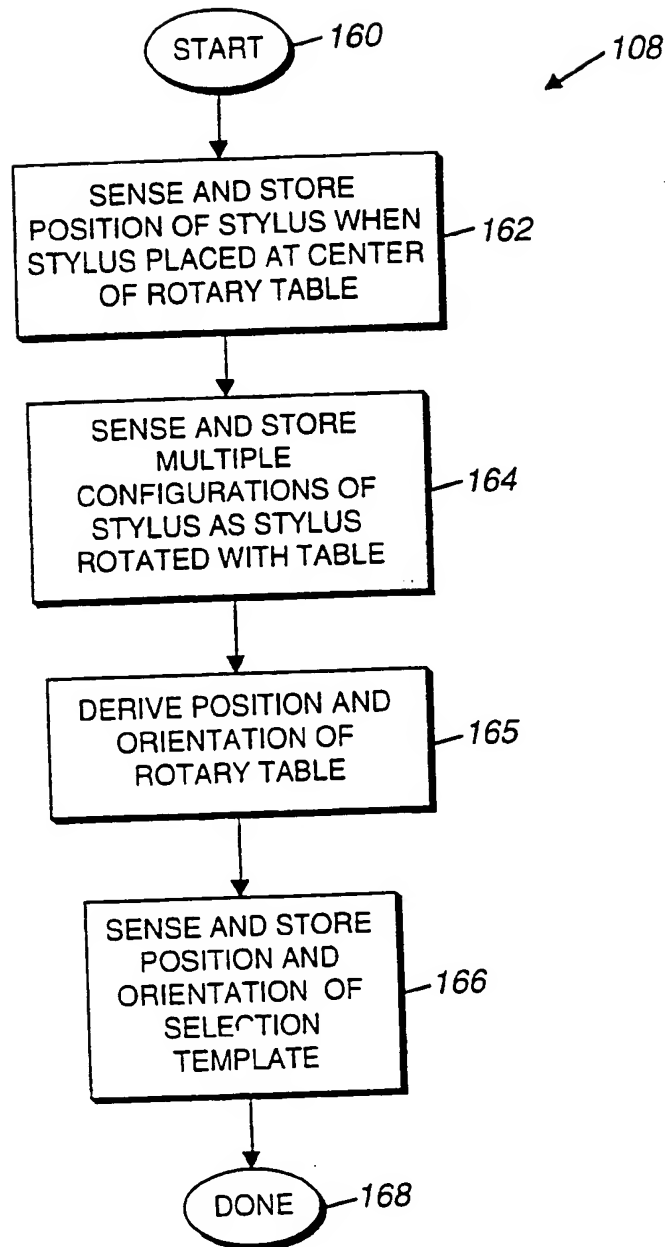 START
160
108
SENSE AND STORE
POSITION OF STYLUS WHEN
STYLUS PLACED AT CENTER
OF ROTARY TABLE
162
SENSE AND STORE
MULTIPLE
CONFIGURATIONS OF
STYLUS AS STYLUS
ROTATED WITH TABLE
164
DERIVE POSITION AND
ORIENTATION OF
ROTARY TABLE
165
SENSE AND STORE
POSITION AND
ORIENTATION OF
SELECTION
TEMPLATE
166
DONE
168